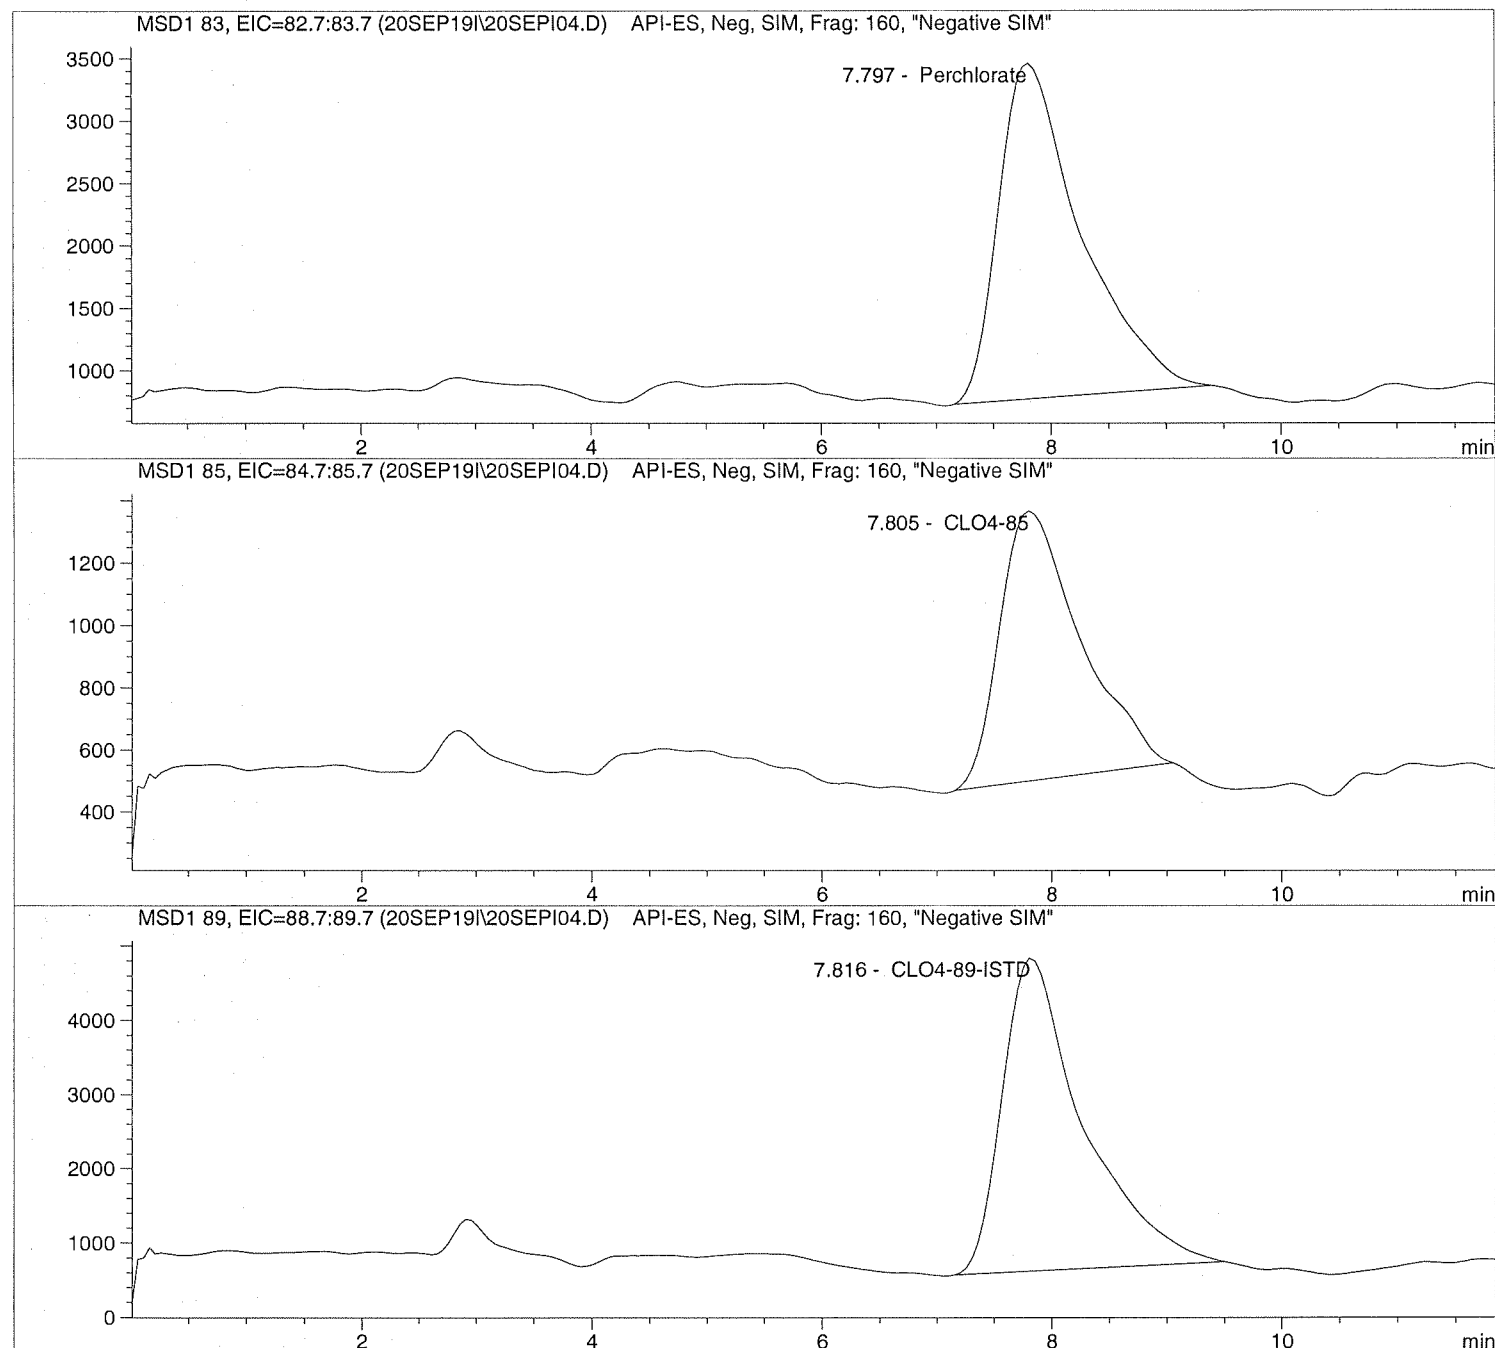 MSD1 83, EIC=82.7:83.7 (20SEP19I\20SEPI04.D) API-ES, Neg, SIM, Frag: 160, "Negative SIM"
3500
7.797 - Perchlorate
3000
2500
2000
1500
1000
2 4 6 8 10 min
MSD1 85, EIC=84.7:85.7 (20SEP19I\20SEPI04.D) API-ES, Neg, SIM, Frag: 160, "Negative SIM"
7.805 - CLO4-85
1200
1000
800
600
400
2 4 6 8 10 min
MSD1 89, EIC=88.7:89.7 (20SEP19I\20SEPI04.D) API-ES, Neg, SIM, Frag: 160, "Negative SIM"
7.816 - CLO4-89-ISTD
4000
3000
2000
1000
0
2 4 6 8 10 min